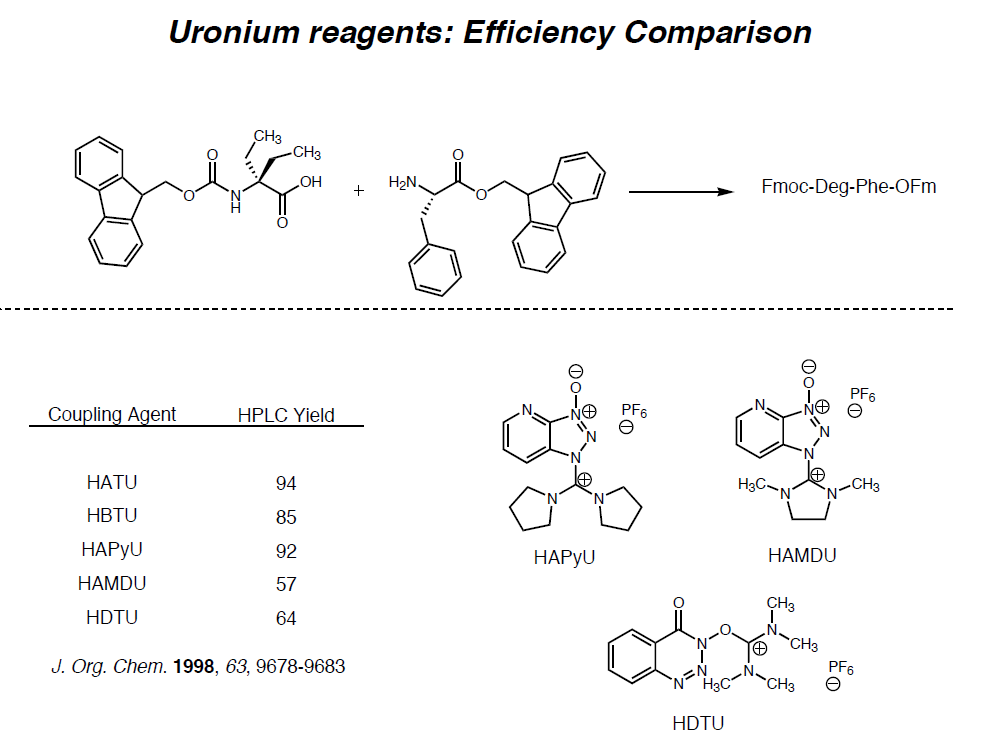 Uronium reagents: Efficiency Comparison
CH3
CH3
O
O
N
H
OH
O
+
H2N
O
O
Fmoc-Deg-Phe-OFm
Coupling Agent HPLC Yield
HATU 94
HBTU 85
HAPyU 92
HAMDU 57
HDTU 64
J. Org. Chem. 1998, 63, 9678-9683
⊖
O
N
N⊕
N
N
PF6
⊖
⊕
N
N
HAPyU
⊖
O
N
N⊕
N
N
PF6
⊖
⊕
H3C
N
N
CH3
HAMDU
O
N
N
N
O
⊕
CH3
N
CH3
N
H3C
CH3
PF6
⊖
HDTU